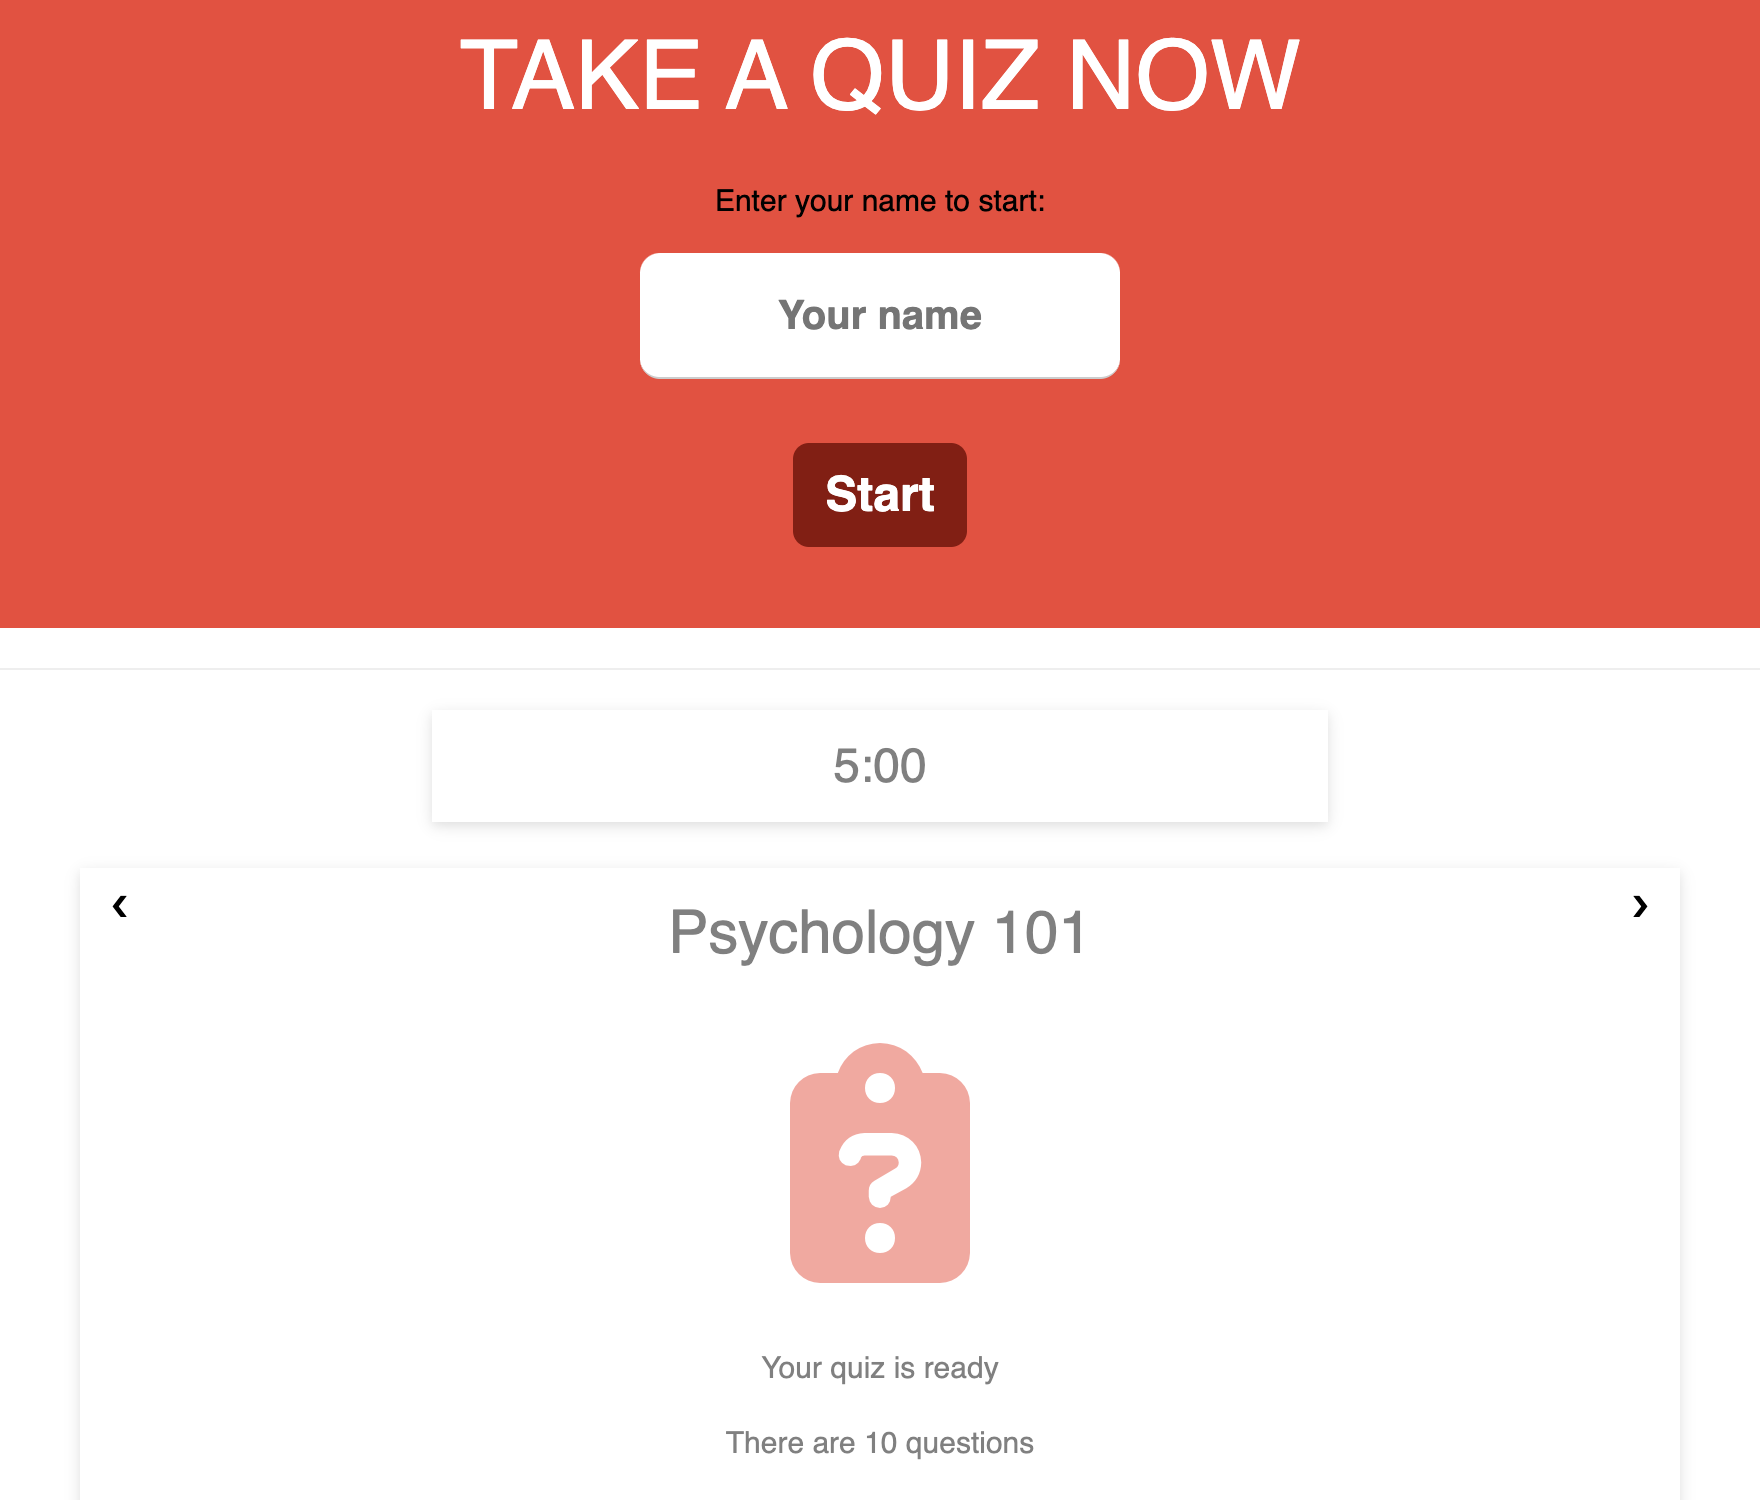 TAKE A QUIZ NOW
Enter your name to start:
Your name
Start
5:00
‹ Psychology 101 ›
?
Your quiz is ready
There are 10 questions